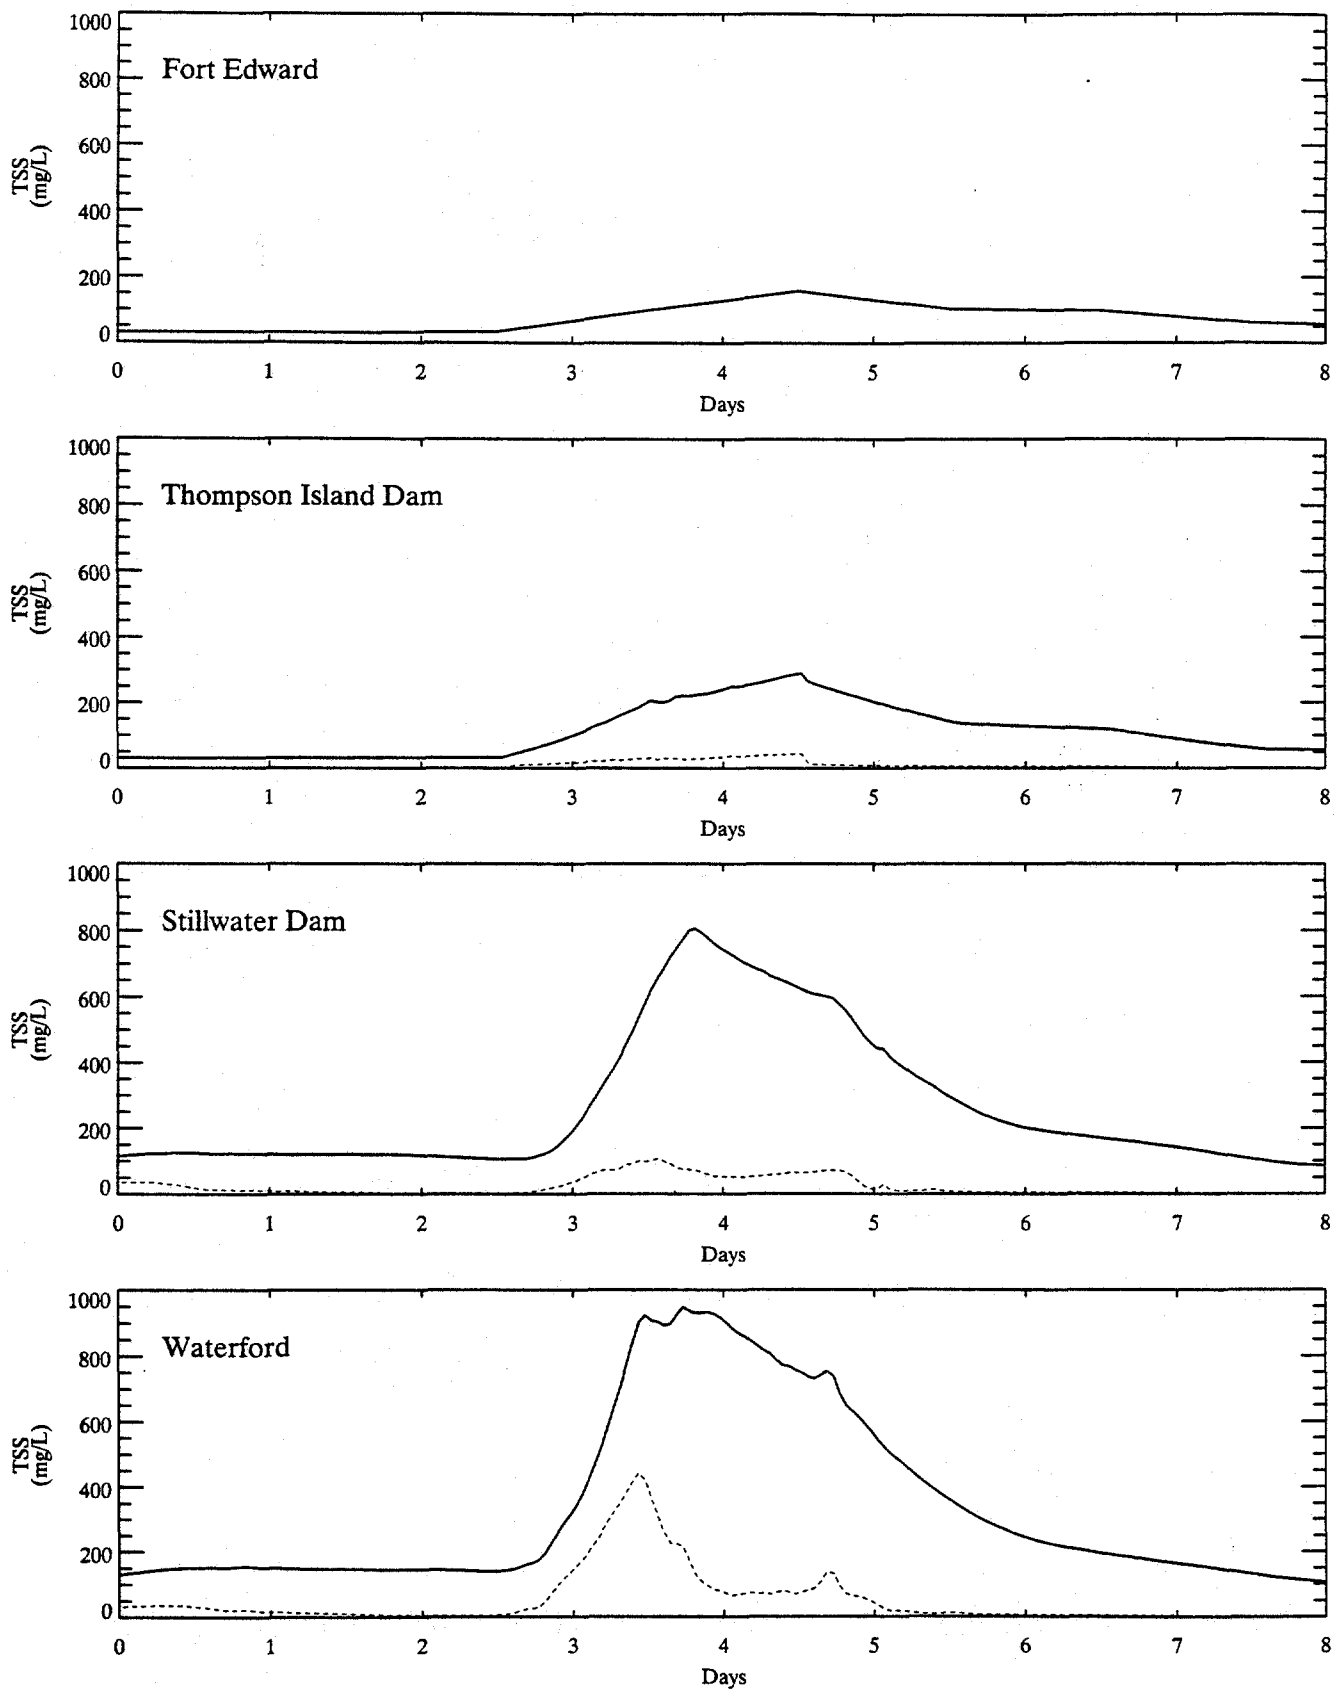 1000
Fort Edward
800
600
TSS
(mg/L)
400
200
0
0 1 2 3 4 5 6 7 8
Days
1000
Thompson Island Dam
800
600
TSS
(mg/L)
400
200
0
0 1 2 3 4 5 6 7 8
Days
1000
Stillwater Dam
800
600
TSS
(mg/L)
400
200
0
0 1 2 3 4 5 6 7 8
Days
1000
Waterford
800
600
TSS
(mg/L)
400
200
0
0 1 2 3 4 5 6 7 8
Days